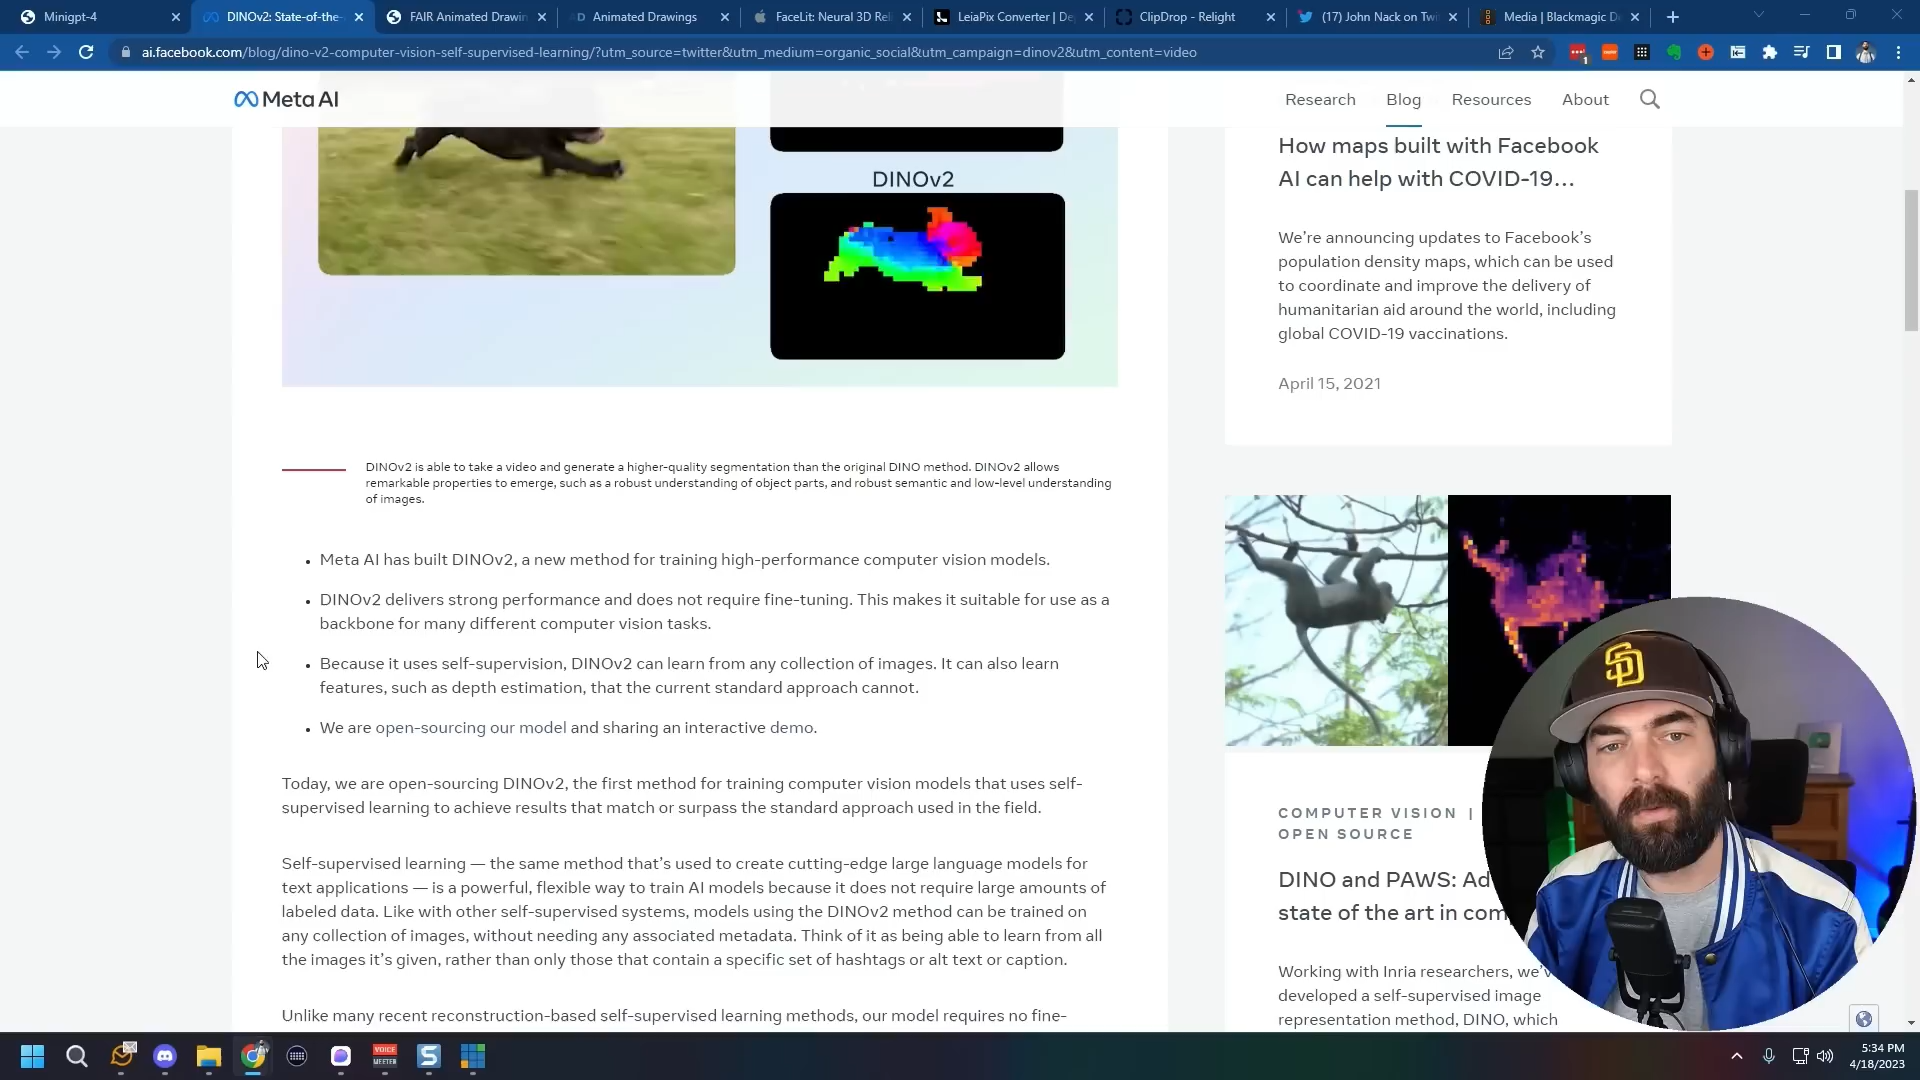 Minigpt-4
DINOv2: State-of-the-
FAIR Animated Drawin
Animated Drawings
FaceLit: Neural 3D Rel
LeiaPix Converter | De
ClipDrop - Relight
(17) John Nack on Twi
Media | Blackmagic De
ai.facebook.com/blog/dino-v2-computer-vision-self-supervised-learning/?utm_source=twitter&utm_medium=organic_social&utm_campaign=dinov2&utm_content=video
Meta AI
Research
Blog
Resources
About
DINOv2
DINOv2 is able to take a video and generate a higher-quality segmentation than the original DINO method. DINOv2 allows
remarkable properties to emerge, such as a robust understanding of object parts, and robust semantic and low-level understanding
of images.
• Meta AI has built DINOv2, a new method for training high-performance computer vision models.
• DINOv2 delivers strong performance and does not require fine-tuning. This makes it suitable for use as a
backbone for many different computer vision tasks.
• Because it uses self-supervision, DINOv2 can learn from any collection of images. It can also learn
features, such as depth estimation, that the current standard approach cannot.
• We are open-sourcing our model and sharing an interactive demo.
Today, we are open-sourcing DINOv2, the first method for training computer vision models that uses self-
supervised learning to achieve results that match or surpass the standard approach used in the field.
Self-supervised learning — the same method that’s used to create cutting-edge large language models for
text applications — is a powerful, flexible way to train AI models because it does not require large amounts of
labeled data. Like with other self-supervised systems, models using the DINOv2 method can be trained on
any collection of images, without needing any associated metadata. Think of it as being able to learn from all
the images it’s given, rather than only those that contain a specific set of hashtags or alt text or caption.
Unlike many recent reconstruction-based self-supervised learning methods, our model requires no fine-
How maps built with Facebook
AI can help with COVID-19…
We’re announcing updates to Facebook’s
population density maps, which can be used
to coordinate and improve the delivery of
humanitarian aid around the world, including
global COVID-19 vaccinations.
April 15, 2021
COMPUTER VISION |
OPEN SOURCE
DINO and PAWS: Ad
state of the art in com
Working with Inria researchers, we’v
developed a self-supervised image
representation method, DINO, which
SD
VOICE
MEETER
5:34 PM
4/18/2023